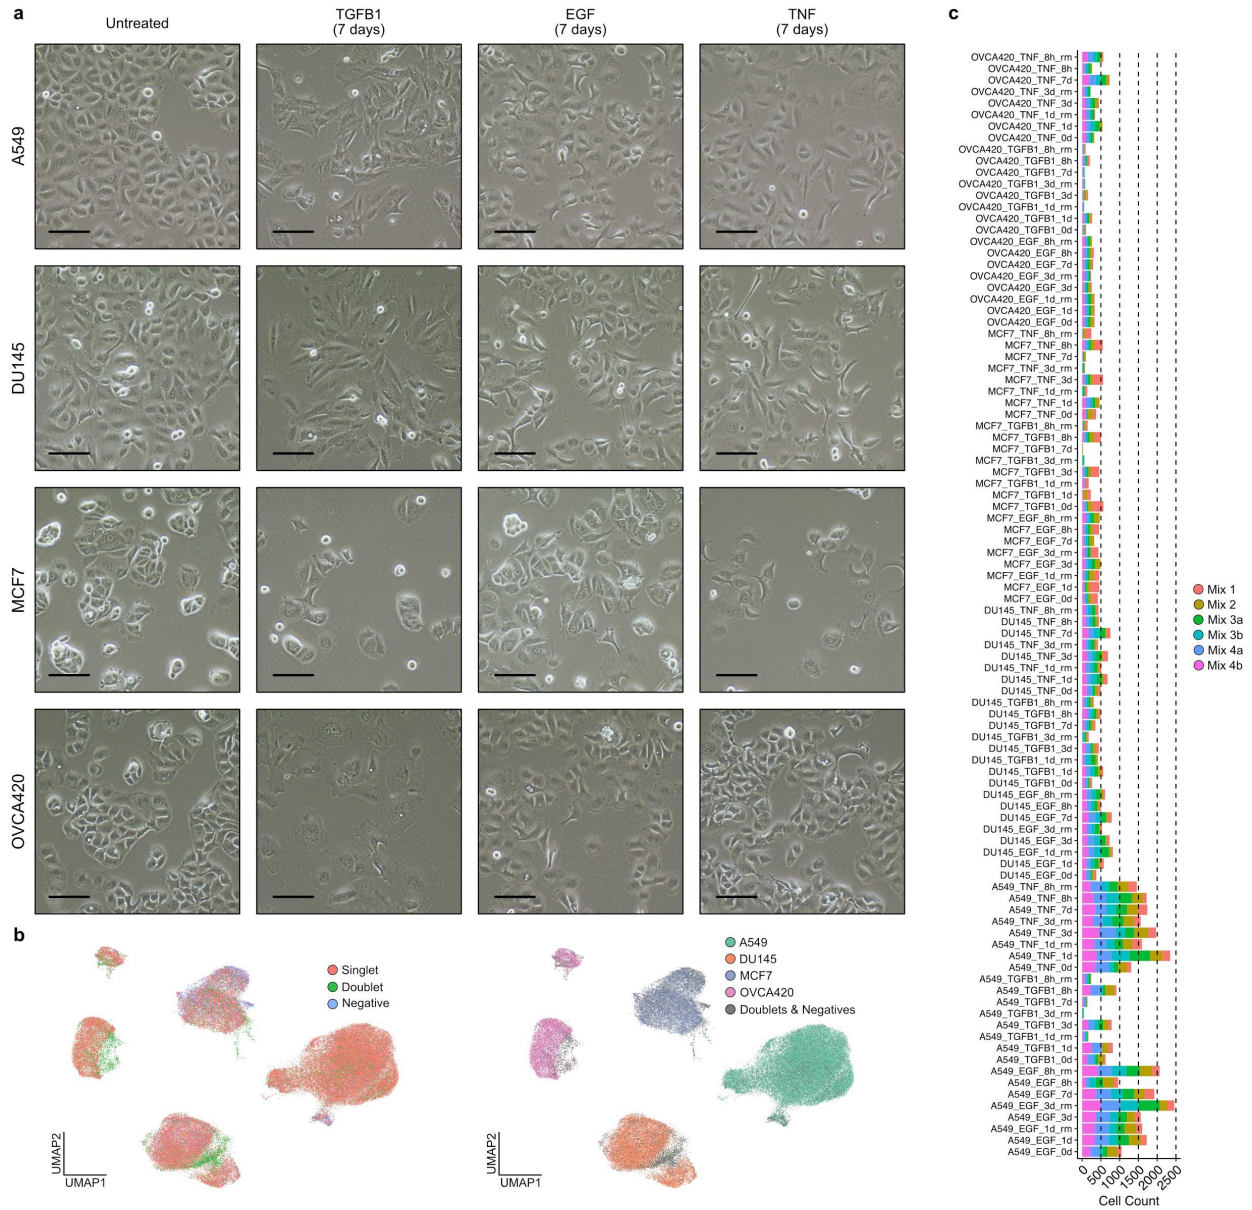 a
Untreated
TGFB1
(7 days)
EGF
(7 days)
TNF
(7 days)
A549
DU145
MCF7
OVCA420
b
Singlet
Doublet
Negative
UMAP2
UMAP1
A549
DU145
MCF7
OVCA420
Doublets & Negatives
UMAP2
UMAP1
c
OVCA420_TNF_8h_rm
OVCA420_TNF_8h
OVCA420_TNF_7d
OVCA420_TNF_3d_rm
OVCA420_TNF_3d
OVCA420_TNF_1d_rm
OVCA420_TNF_1d
OVCA420_TNF_0d
OVCA420_TGFB1_8h_rm
OVCA420_TGFB1_8h
OVCA420_TGFB1_7d
OVCA420_TGFB1_3d_rm
OVCA420_TGFB1_3d
OVCA420_TGFB1_1d_rm
OVCA420_TGFB1_1d
OVCA420_TGFB1_0d
OVCA420_EGF_8h_rm
OVCA420_EGF_8h
OVCA420_EGF_7d
OVCA420_EGF_3d_rm
OVCA420_EGF_3d
OVCA420_EGF_1d_rm
OVCA420_EGF_1d
OVCA420_EGF_0d
MCF7_TNF_8h_rm
MCF7_TNF_8h
MCF7_TNF_7d
MCF7_TNF_3d_rm
MCF7_TNF_3d
MCF7_TNF_1d_rm
MCF7_TNF_1d
MCF7_TNF_0d
MCF7_TGFB1_8h_rm
MCF7_TGFB1_8h
MCF7_TGFB1_7d
MCF7_TGFB1_3d_rm
MCF7_TGFB1_3d
MCF7_TGFB1_1d_rm
MCF7_TGFB1_1d
MCF7_TGFB1_0d
MCF7_EGF_8h_rm
MCF7_EGF_8h
MCF7_EGF_7d
MCF7_EGF_3d_rm
MCF7_EGF_3d
MCF7_EGF_1d_rm
MCF7_EGF_1d
MCF7_EGF_0d
DU145_TNF_8h_rm
DU145_TNF_8h
DU145_TNF_7d
DU145_TNF_3d_rm
DU145_TNF_3d
DU145_TNF_1d_rm
DU145_TNF_1d
DU145_TNF_0d
DU145_TGFB1_8h_rm
DU145_TGFB1_8h
DU145_TGFB1_7d
DU145_TGFB1_3d_rm
DU145_TGFB1_3d
DU145_TGFB1_1d_rm
DU145_TGFB1_1d
DU145_TGFB1_0d
DU145_EGF_8h_rm
DU145_EGF_8h
DU145_EGF_7d
DU145_EGF_3d_rm
DU145_EGF_3d
DU145_EGF_1d_rm
DU145_EGF_1d
DU145_EGF_0d
A549_TNF_8h_rm
A549_TNF_8h
A549_TNF_7d
A549_TNF_3d_rm
A549_TNF_3d
A549_TNF_1d_rm
A549_TNF_1d
A549_TNF_0d
A549_TGFB1_8h_rm
A549_TGFB1_8h
A549_TGFB1_7d
A549_TGFB1_3d_rm
A549_TGFB1_3d
A549_TGFB1_1d_rm
A549_TGFB1_1d
A549_TGFB1_0d
A549_EGF_8h_rm
A549_EGF_8h
A549_EGF_7d
A549_EGF_3d_rm
A549_EGF_3d
A549_EGF_1d_rm
A549_EGF_1d
A549_EGF_0d
0 500 1000 1500 2000 2500
Cell Count
Mix 1
Mix 2
Mix 3a
Mix 3b
Mix 4a
Mix 4b